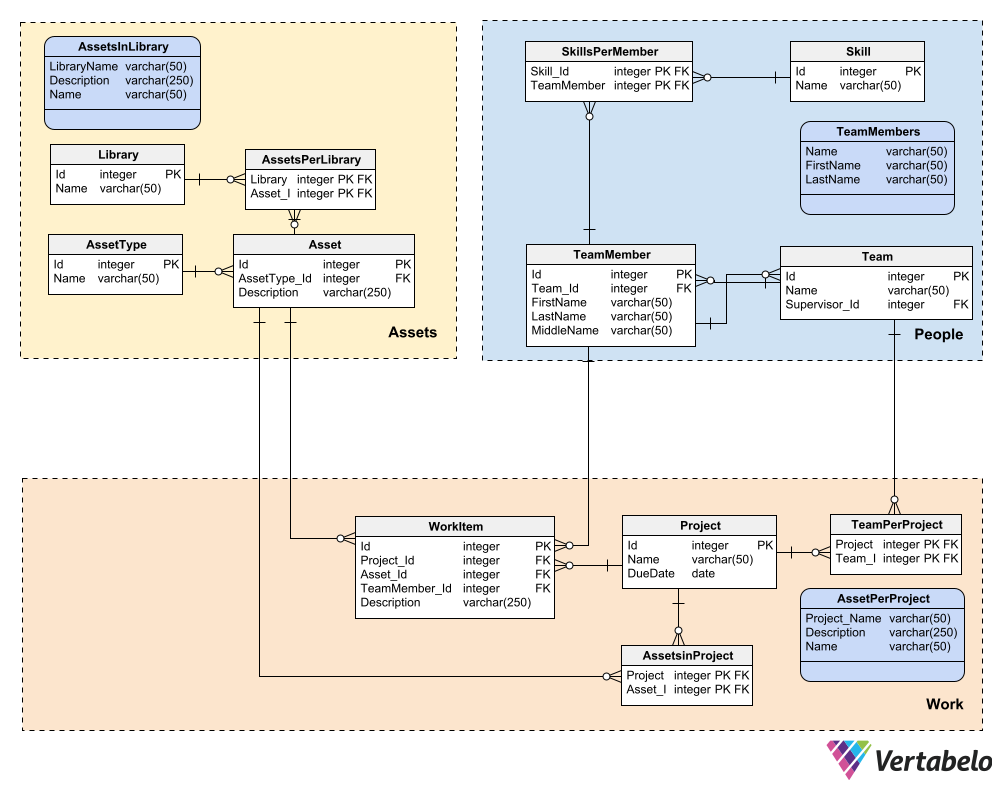 AssetsInLibrary
LibraryName varchar(50)
Description varchar(250)
Name varchar(50)
Library
Id integer PK
Name varchar(50)
AssetsPerLibrary
Library integer PK FK
Asset_I integer PK FK
AssetType
Id integer PK
Name varchar(50)
Asset
Id integer PK
AssetType_Id integer FK
Description varchar(250)
Assets
SkillsPerMember
Skill_Id integer PK FK
TeamMember integer PK FK
Skill
Id integer PK
Name varchar(50)
TeamMembers
Name varchar(50)
FirstName varchar(50)
LastName varchar(50)
TeamMember
Id integer PK
Team_Id integer FK
FirstName varchar(50)
LastName varchar(50)
MiddleName varchar(50)
Team
Id integer PK
Name varchar(50)
Supervisor_Id integer FK
People
WorkItem
Id integer PK
Project_Id integer FK
Asset_Id integer FK
TeamMember_Id integer FK
Description varchar(250)
Project
Id integer PK
Name varchar(50)
DueDate date
TeamPerProject
Project integer PK FK
Team_I integer PK FK
AssetPerProject
Project_Name varchar(50)
Description varchar(250)
Name varchar(50)
AssetsinProject
Project integer PK FK
Asset_I integer PK FK
Work
Vertabelo